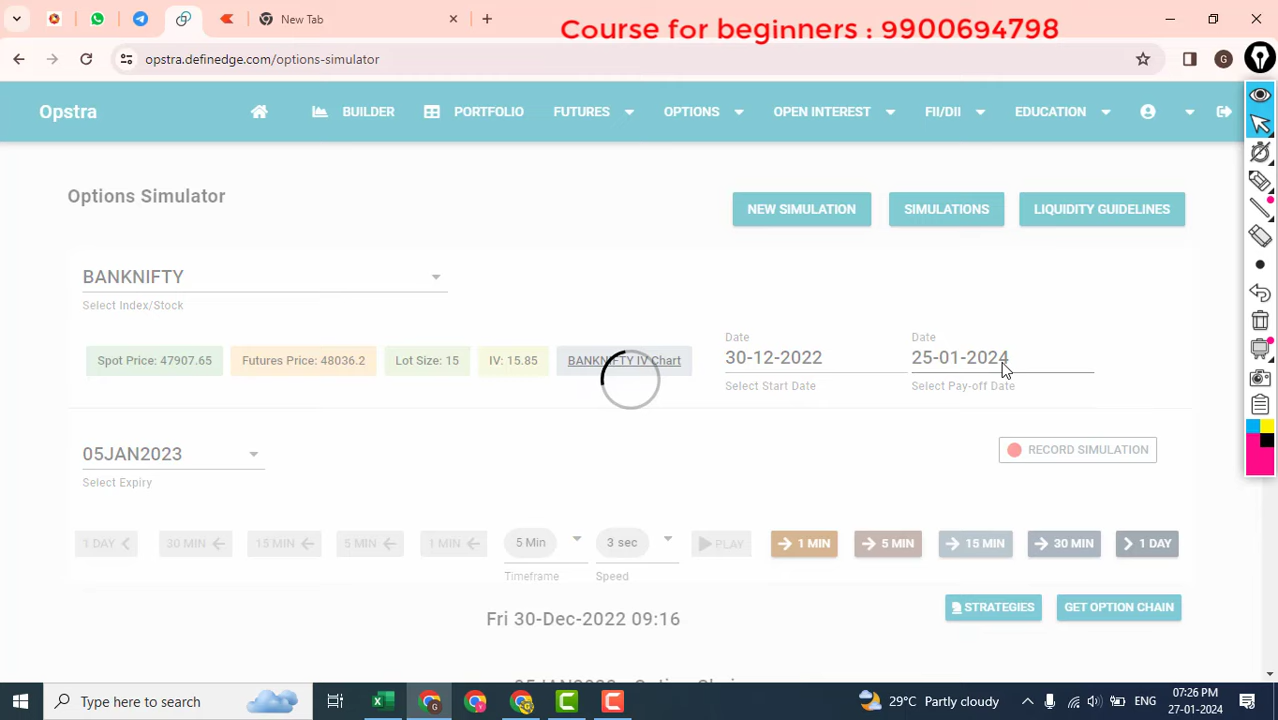 New Tab
Course for beginners : 9900694798
opstra.definedge.com/options-simulator
G
Opstra
BUILDER
PORTFOLIO
FUTURES
OPTIONS
OPEN INTEREST
FII/DII
EDUCATION
Options Simulator
NEW SIMULATION
SIMULATIONS
LIQUIDITY GUIDELINES
BANKNIFTY
Select Index/Stock
Spot Price: 47907.65
Futures Price: 48036.2
Lot Size: 15
IV: 15.85
BANKNIFTY IV Chart
Date
30-12-2022
Select Start Date
Date
25-01-2024
Select Pay-off Date
05JAN2023
Select Expiry
RECORD SIMULATION
1 DAY
30 MIN
15 MIN
5 MIN
1 MIN
5 Min
Timeframe
3 sec
Speed
PLAY
1 MIN
5 MIN
15 MIN
30 MIN
1 DAY
Fri 30-Dec-2022 09:16
STRATEGIES
GET OPTION CHAIN
Type here to search
29°C Partly cloudy
ENG
07:26 PM
27-01-2024